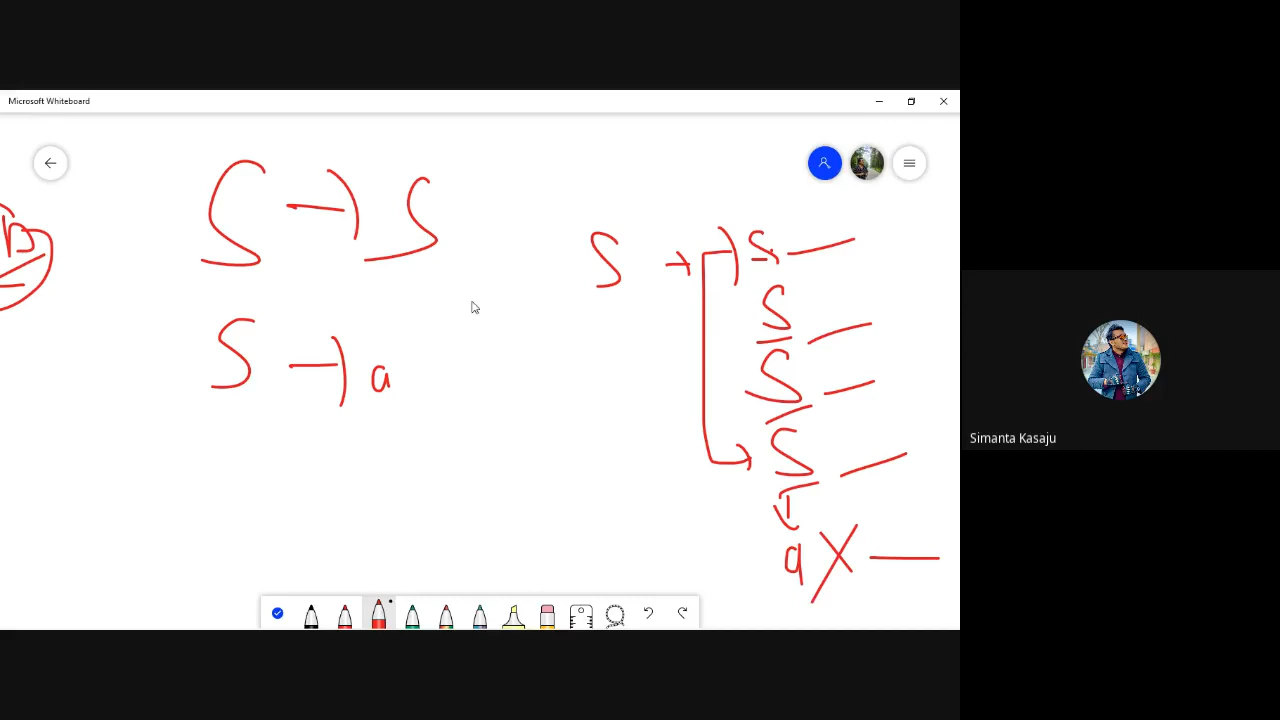 Microsoft Whiteboard
S → S
S → a
S → → S —
S —
S —
S —
a X —
Simanta Kasaju